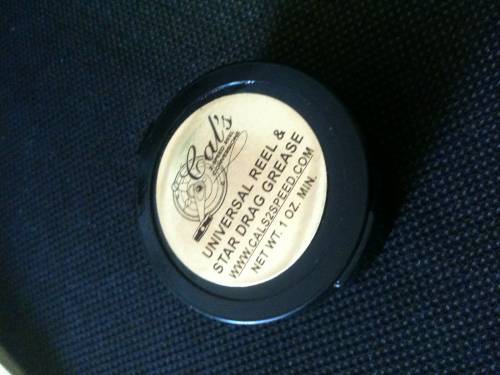 Cal's
UNIVERSAL REEL &
STAR DRAG GREASE
WWW.CALS2SPEED.COM
NET WT. 1 OZ. MIN.